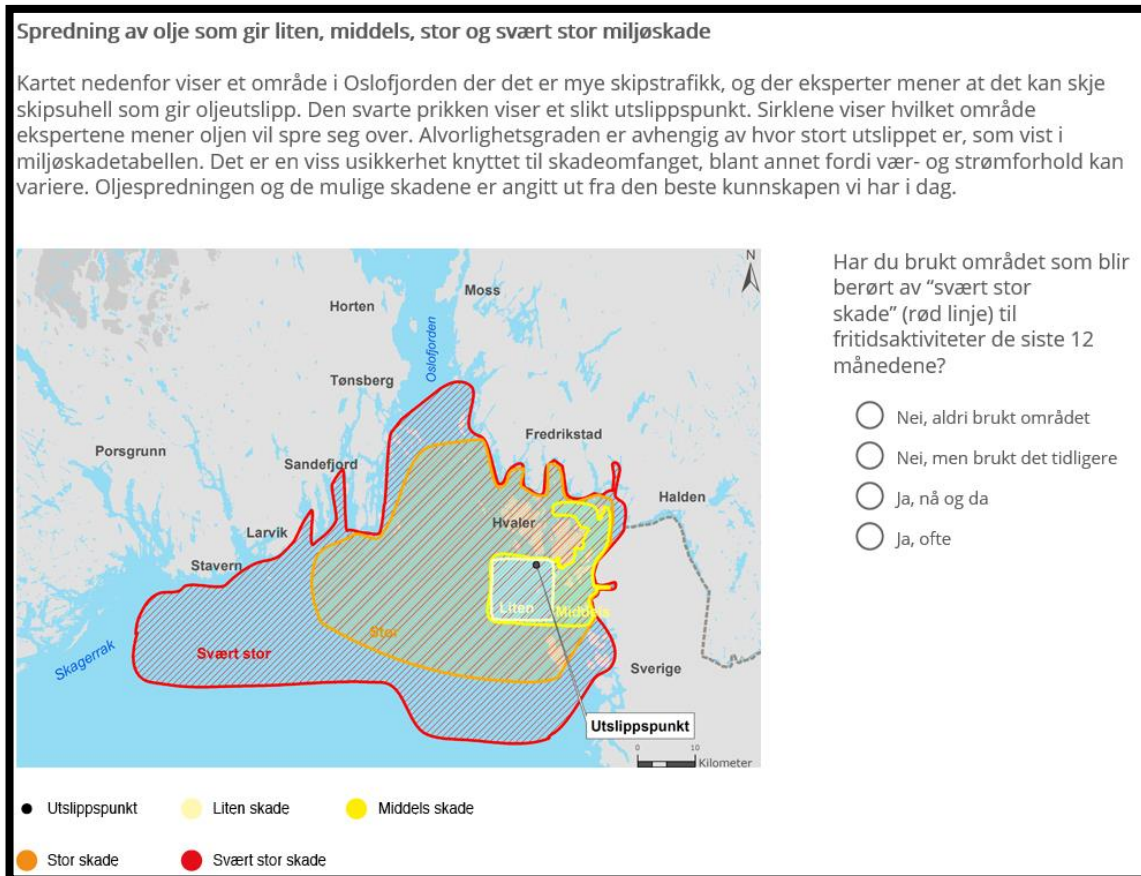 Spredning av olje som gir liten, middels, stor og svært stor miljøskade
Kartet nedenfor viser et område i Oslofjorden der det er mye skipstrafikk, og der eksperter mener at det kan skje
skipsuhell som gir oljeutslipp. Den svarte prikken viser et slikt utslippspunkt. Sirklene viser hvilket område
ekspertene mener oljen vil spre seg over. Alvorlighetsgraden er avhengig av hvor stort utslippet er, som vist i
miljøskadetabellen. Det er en viss usikkerhet knyttet til skadeomfanget, blant annet fordi vær- og strømforhold kan
variere. Oljespredningen og de mulige skadene er angitt ut fra den beste kunnskapen vi har i dag.
N
Moss
Horten
Oslofjorden
Tønsberg
Fredrikstad
Porsgrunn
Sandefjord
Halden
Hvaler
Larvik
Stavern
Liten
Middels
Stor
Svært stor
Skagerrak
Sverige
Utslippspunkt
0 10
Kilometer
Har du brukt området som blir
berørt av “svært stor
skade” (rød linje) til
fritidsaktiviteter de siste 12
månedene?
Nei, aldri brukt området
Nei, men brukt det tidligere
Ja, nå og da
Ja, ofte
Utslippspunkt
Liten skade
Middels skade
Stor skade
Svært stor skade